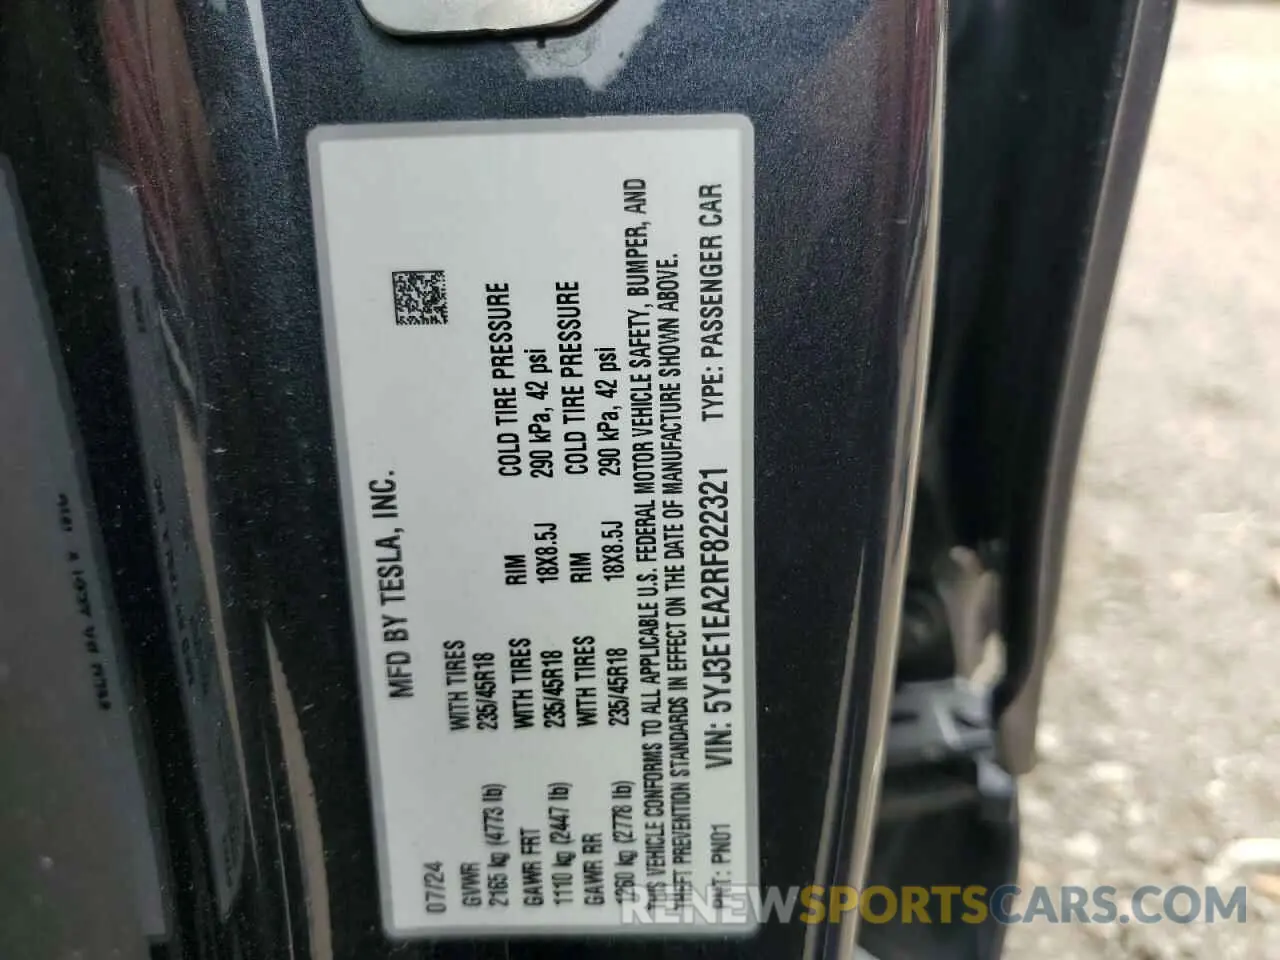 MFD BY TESLA, INC.
07/24
GVWR
2165 kg (4773 lb)
WITH TIRES
235/45R18
RIM
COLD TIRE PRESSURE
GAWR FRT
1110 kg (2447 lb)
WITH TIRES
235/45R18
18X8.5J
290 kPa, 42 psi
GAWR RR
1260 kg (2778 lb)
WITH TIRES
235/45R18
RIM
18X8.5J
COLD TIRE PRESSURE
290 kPa, 42 psi
THIS VEHICLE CONFORMS TO ALL APPLICABLE U.S. FEDERAL MOTOR VEHICLE SAFETY, BUMPER, AND
THEFT PREVENTION STANDARDS IN EFFECT ON THE DATE OF MANUFACTURE SHOWN ABOVE.
PNT: PN01 VIN: 5YJ3E1EA2RF822321 TYPE: PASSENGER CAR
RENEWSPORTSCARS.COM